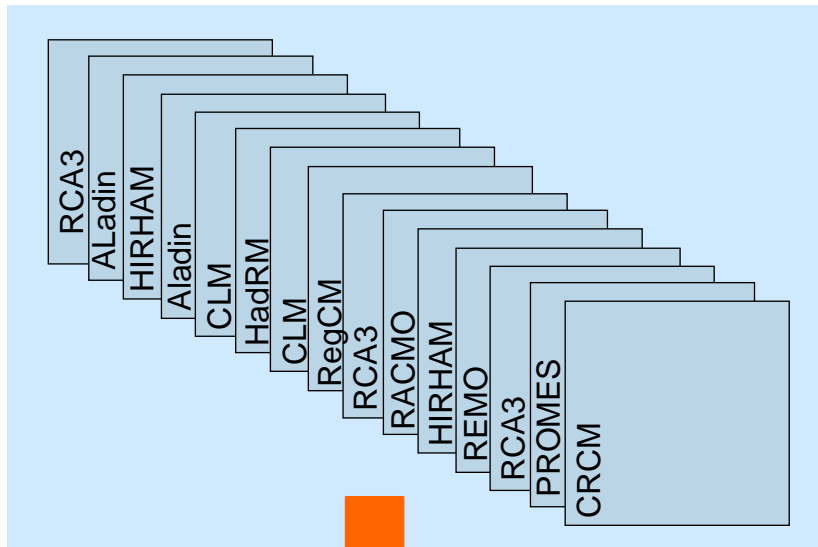 RCA3
ALadin
HIRHAM
Aladin
CLM
HadRM
CLM
RegCM
RCA3
RACMO
HIRHAM
REMO
RCA3
PROMES
CRCM